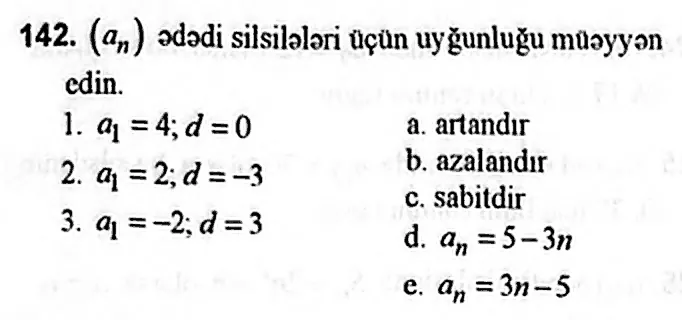 142. (aₙ) ədədi silsilələri üçün uyğunluğu müəyyən
edin.
1. a₁ = 4; d = 0
a. artandır
2. a₁ = 2; d = −3
b. azalandır
3. a₁ = −2; d = 3
c. sabitdir
d. aₙ = 5 − 3n
e. aₙ = 3n − 5